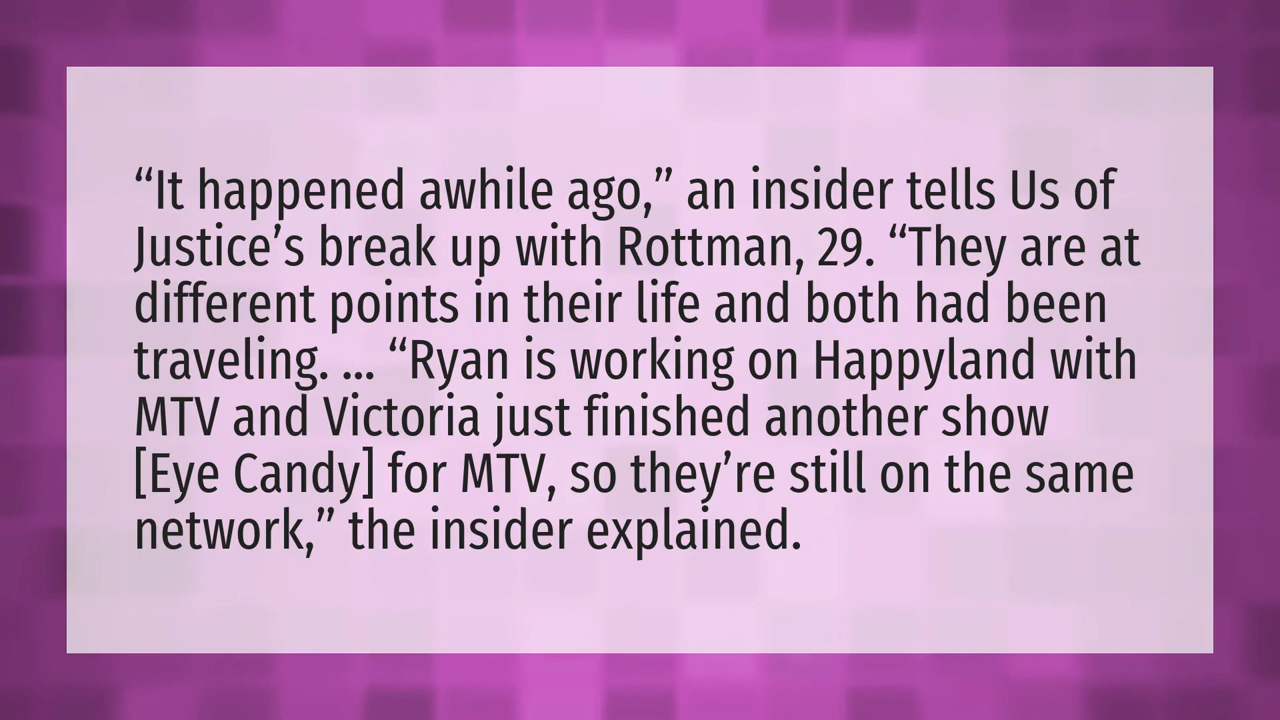 “It happened awhile ago,” an insider tells Us of
Justice’s break up with Rottman, 29. “They are at
different points in their life and both had been
traveling. ... “Ryan is working on Happyland with
MTV and Victoria just finished another show
[Eye Candy] for MTV, so they’re still on the same
network,” the insider explained.